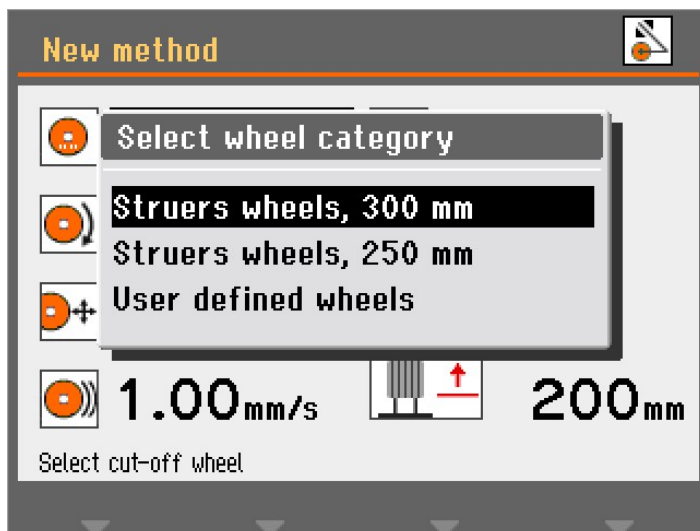 New method
Select wheel category
Struers wheels, 300 mm
Struers wheels, 250 mm
User defined wheels
1.00mm/s
200mm
Select cut-off wheel